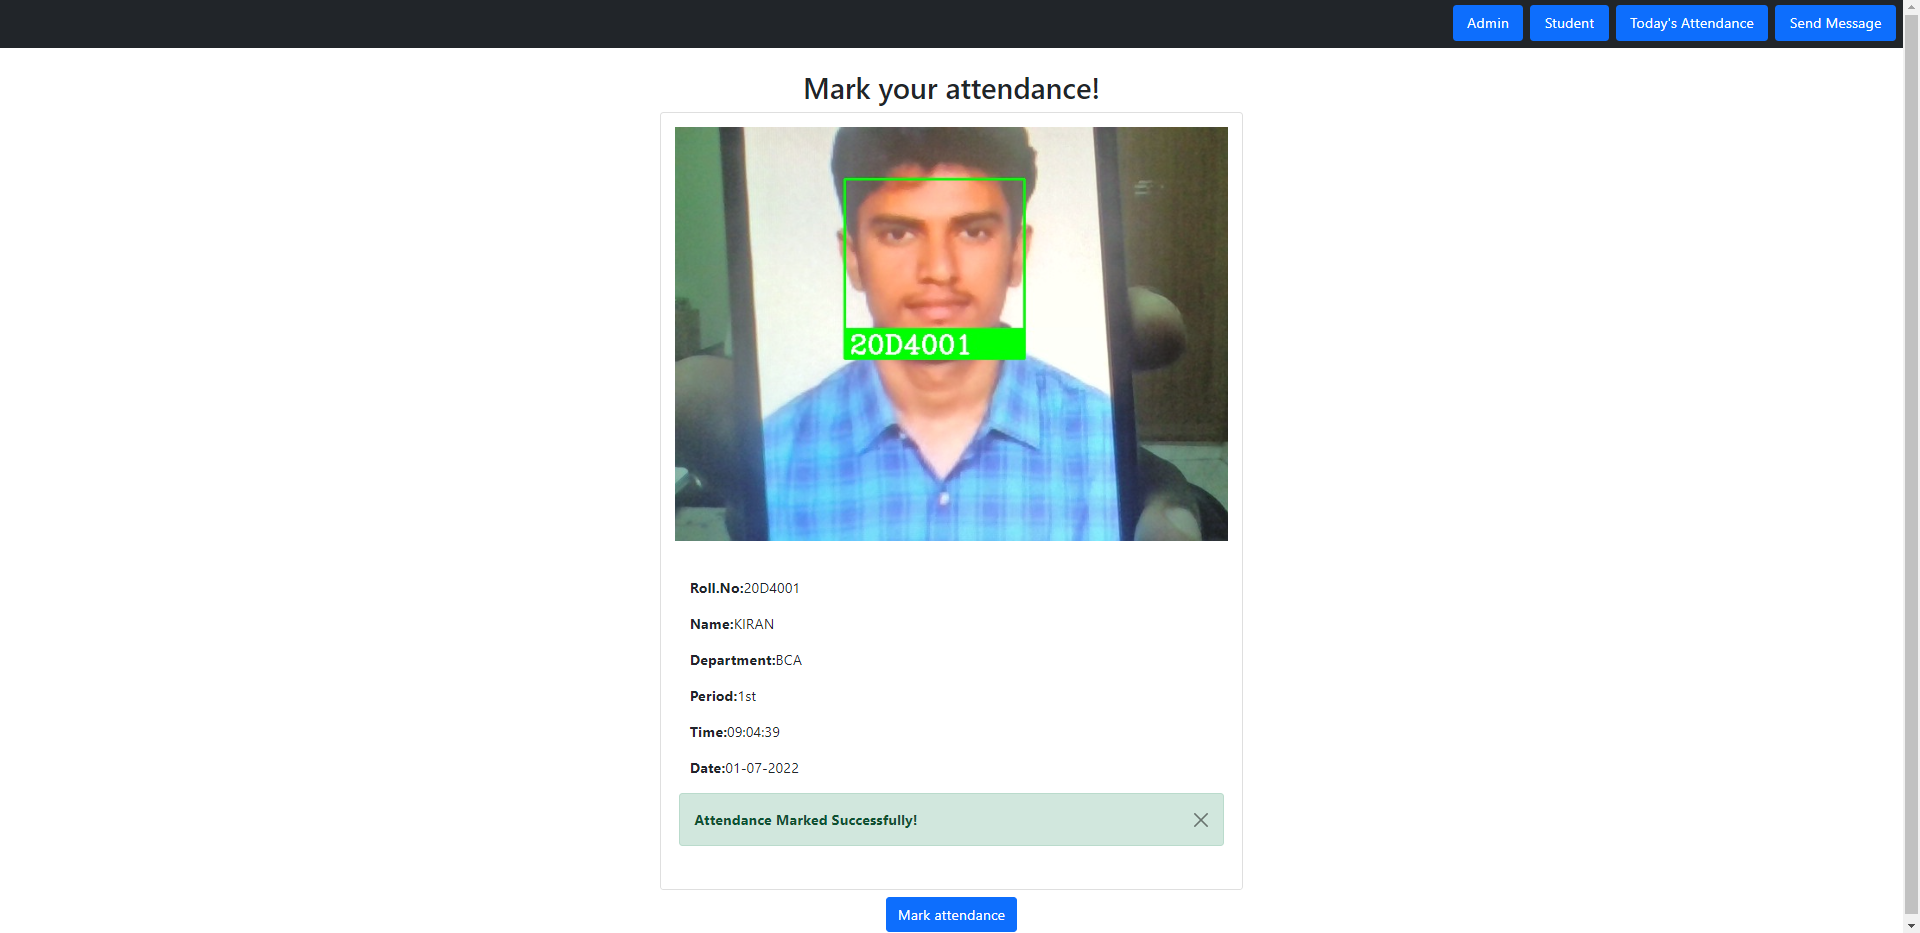 Admin Student Today's Attendance Send Message
Mark your attendance!
20D4001
Roll.No:20D4001
Name:KIRAN
Department:BCA
Period:1st
Time:09:04:39
Date:01-07-2022
Attendance Marked Successfully!
Mark attendance